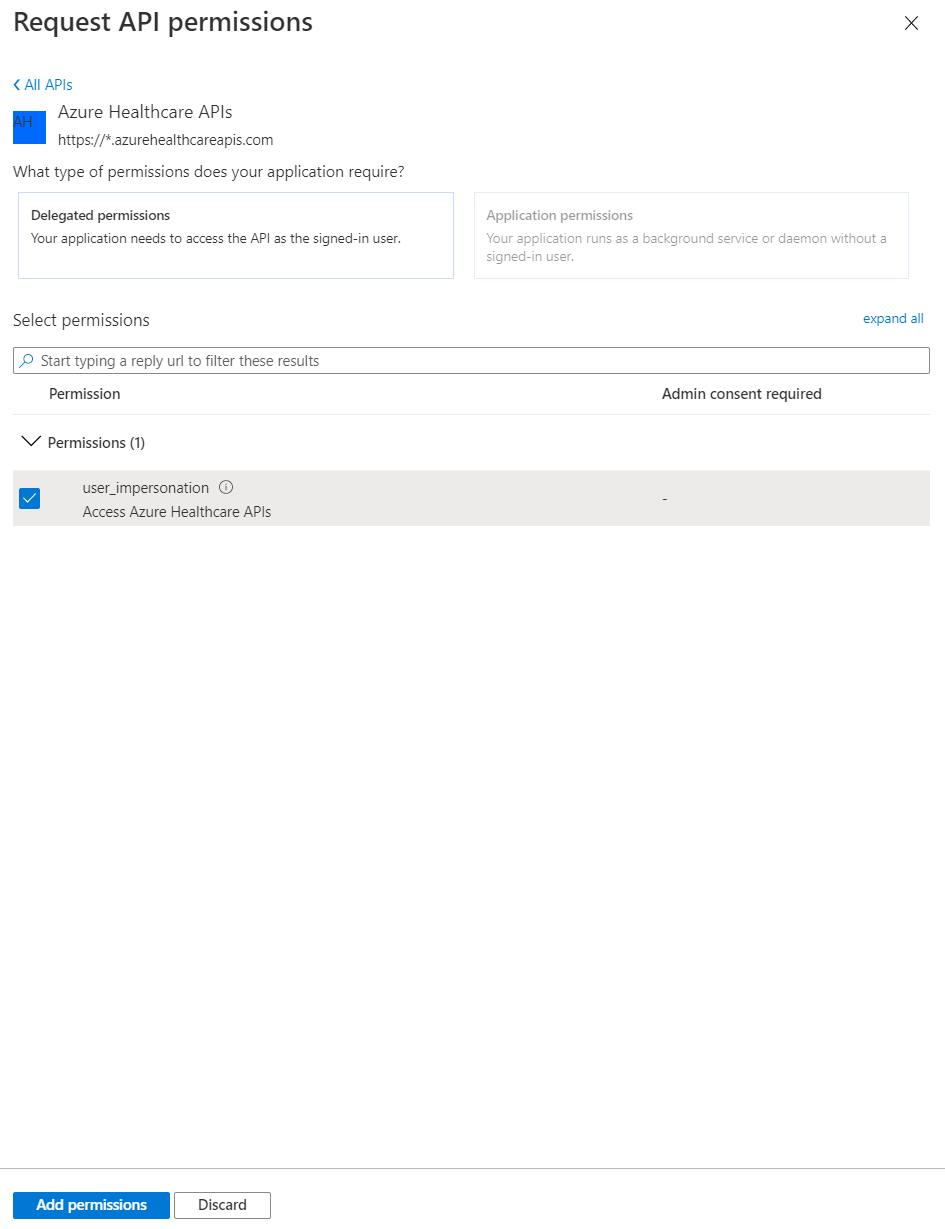 Request API permissions
All APIs
AH
Azure Healthcare APIs
https://*.azurehealthcareapis.com
What type of permissions does your application require?
Delegated permissions
Your application needs to access the API as the signed-in user.
Application permissions
Your application runs as a background service or daemon without a
signed-in user.
Select permissions
expand all
Start typing a reply url to filter these results
Permission
Admin consent required
Permissions (1)
user_impersonation
Access Azure Healthcare APIs
-
Add permissions
Discard